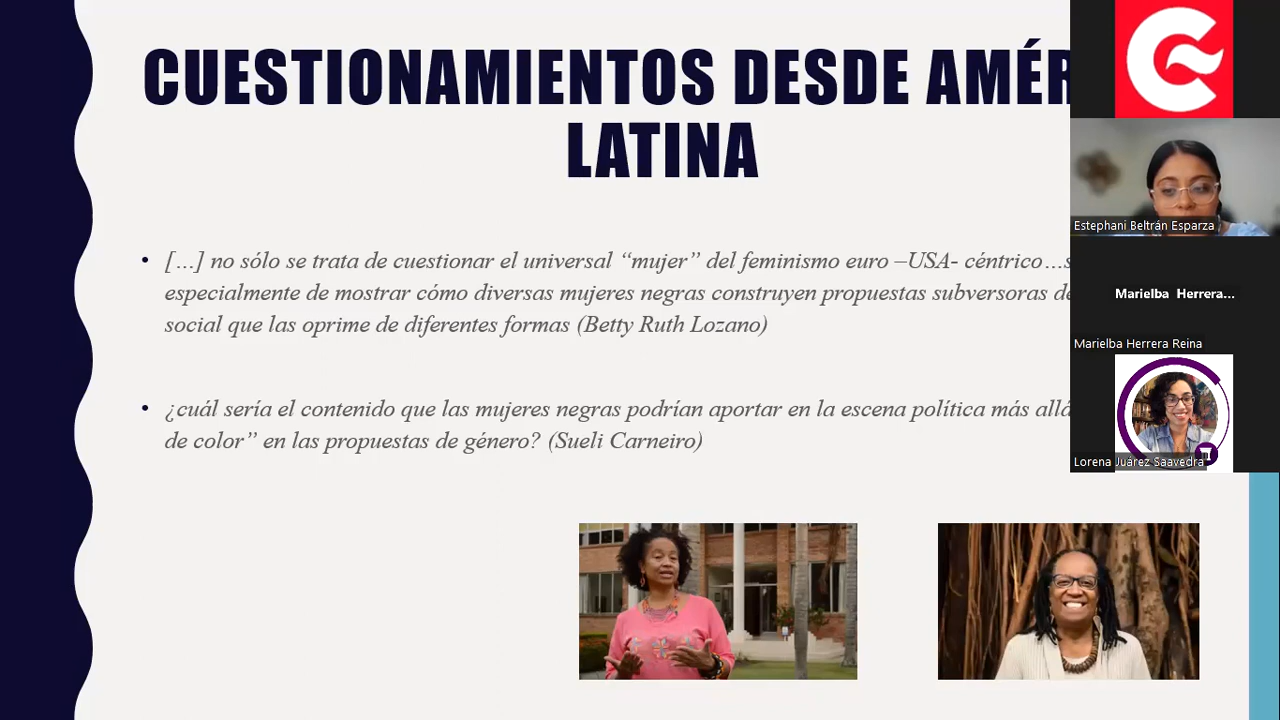 CUESTIONAMIENTOS DESDE AMÉR
LATINA
• […] no sólo se trata de cuestionar el universal “mujer” del feminismo euro –USA- céntrico…s
especialmente de mostrar cómo diversas mujeres negras construyen propuestas subversoras de
social que las oprime de diferentes formas (Betty Ruth Lozano)
• ¿cuál sería el contenido que las mujeres negras podrían aportar en la escena política más allá
de color” en las propuestas de género? (Sueli Carneiro)
Estephani Beltrán Esparza
Marielba Herrera...
Marielba Herrera Reina
Lorena Juárez Saavedra